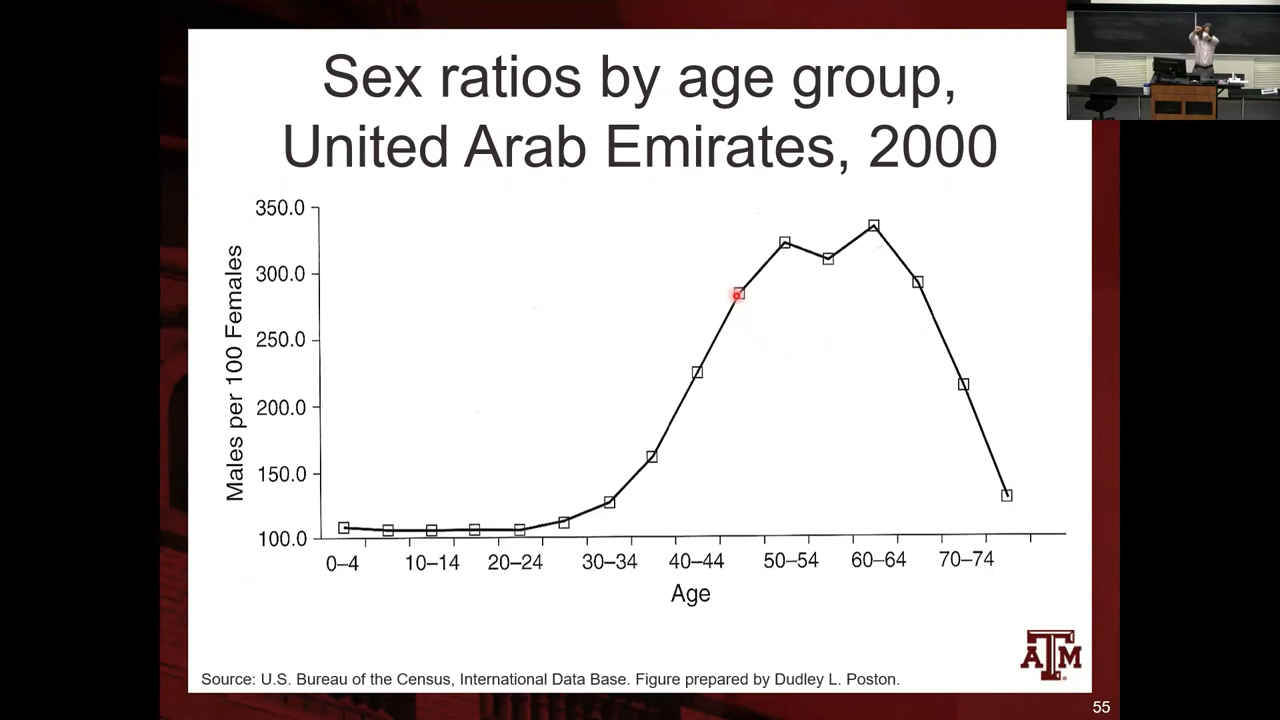 Sex ratios by age group,
United Arab Emirates, 2000
Males per 100 Females
350.0
300.0
250.0
200.0
150.0
100.0
0–4
10–14
20–24
30–34
40–44
50–54
60–64
70–74
Age
ATM
Source: U.S. Bureau of the Census, International Data Base. Figure prepared by Dudley L. Poston.
55